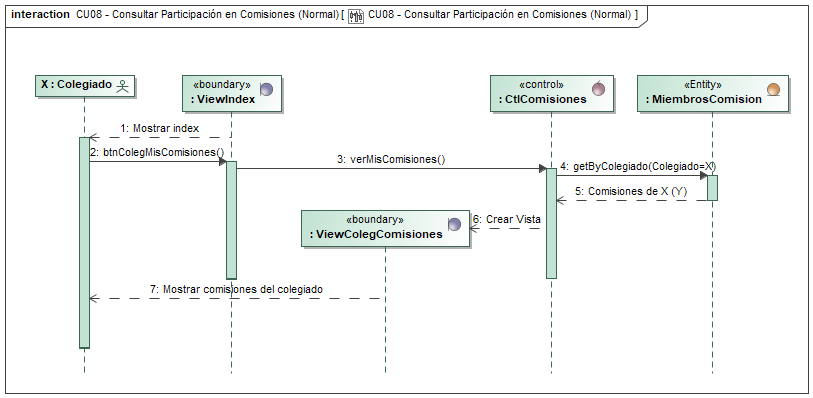 interaction CU08 - Consultar Participación en Comisiones (Normal) [ CU08 - Consultar Participación en Comisiones (Normal) ]
X : Colegiado
«boundary»
: ViewIndex
«control»
: CtlComisiones
«Entity»
: MiembrosComision
1: Mostrar index
2: btnColegMisComisiones()
3: verMisComisiones()
4: getByColegiado(Colegiado=X)
5: Comisiones de X (Y)
«boundary»
: ViewColegComisiones
6: Crear Vista
7: Mostrar comisiones del colegiado